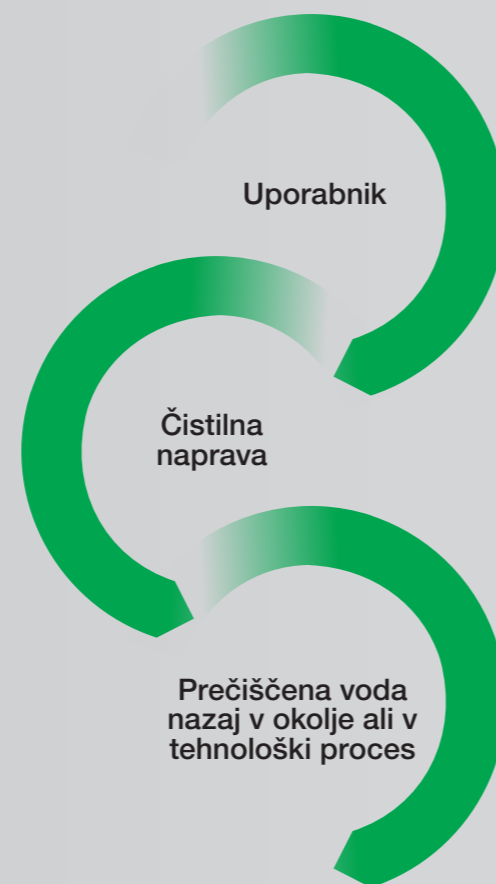 Uporabnik
Čistilna
naprava
Prečiščena voda
nazaj v okolje ali v
tehnološki proces